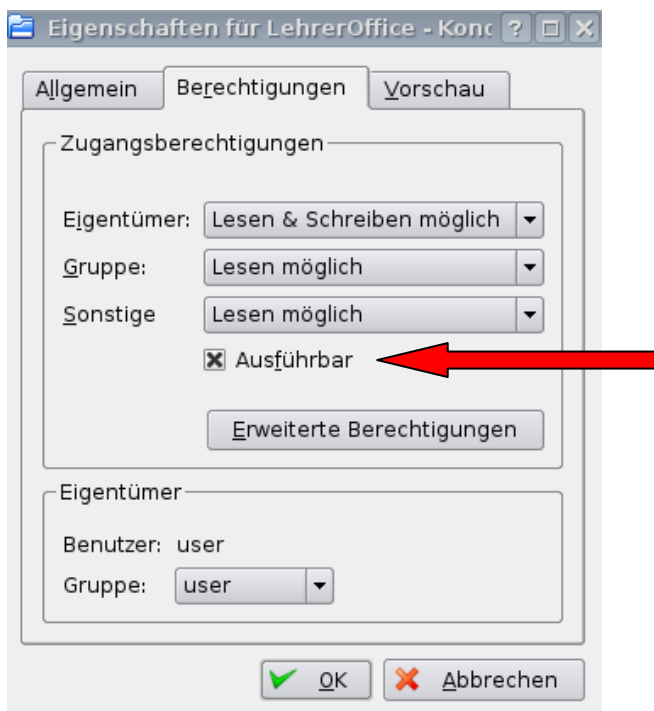 Eigenschaften für LehrerOffice - Konc
Allgemein Berechtigungen Vorschau
Zugangsberechtigungen
Eigentümer: Lesen & Schreiben möglich
Gruppe: Lesen möglich
Sonstige Lesen möglich
Ausführbar
Erweiterte Berechtigungen
Eigentümer
Benutzer: user
Gruppe: user
OK Abbrechen